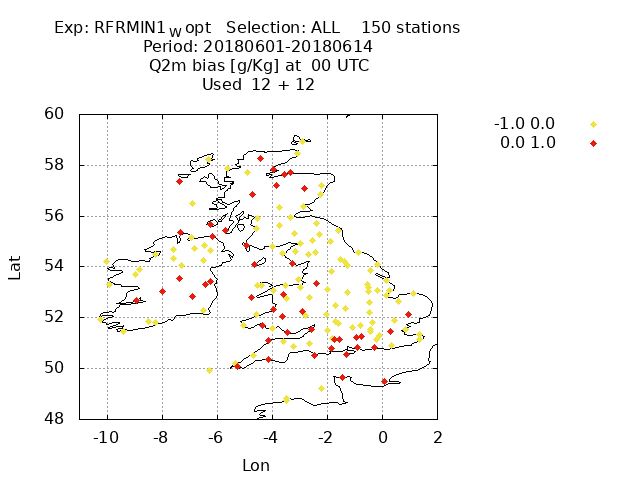 Exp: RFRMIN1 W opt Selection: ALL 150 stations
Period: 20180601-20180614
Q2m bias [g/Kg] at 00 UTC
Used 12 + 12
-1.0 0.0
0.0 1.0
60
58
56
54
52
50
48
Lat
-10 -8 -6 -4 -2 0 2
Lon